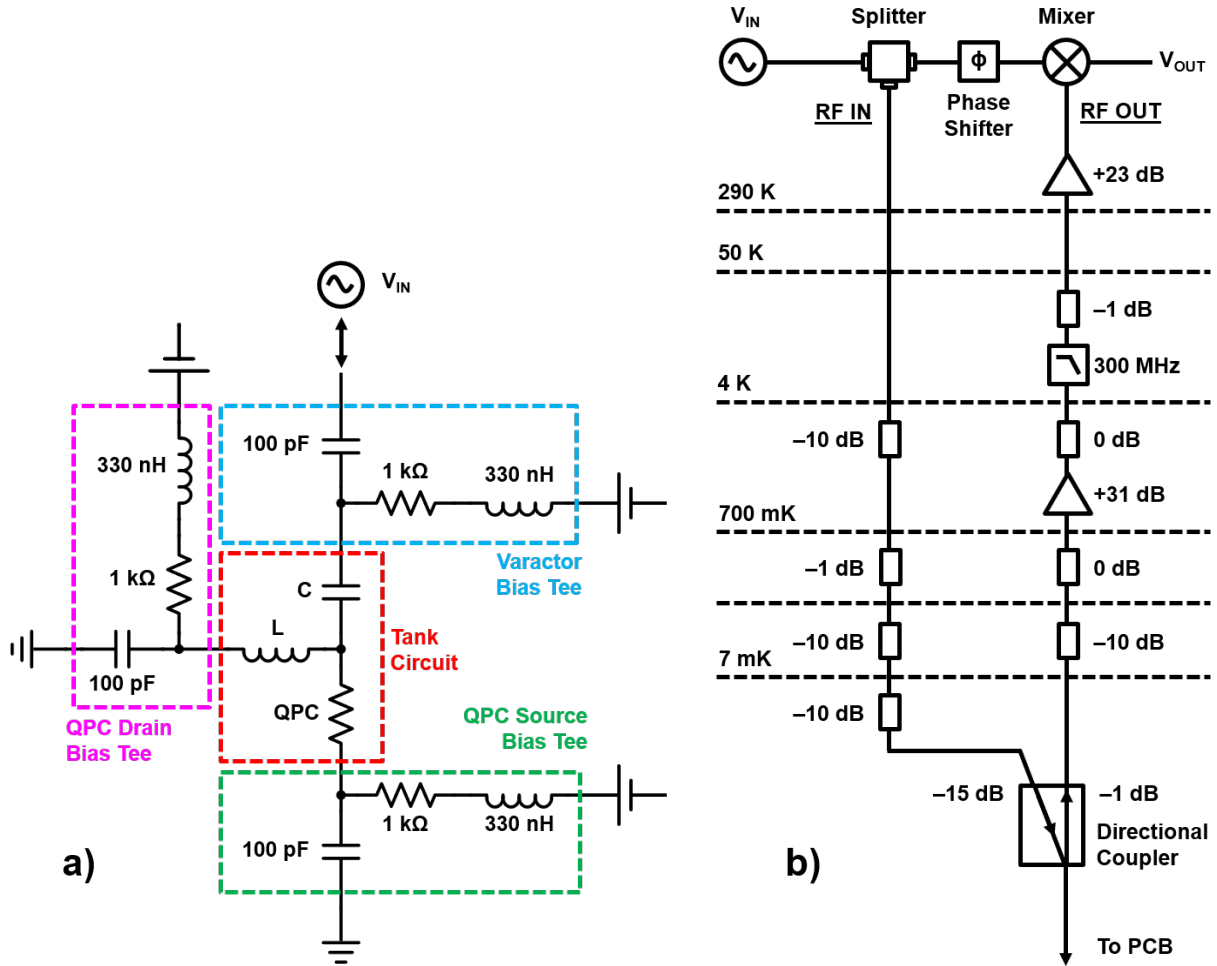 V_IN
330 nH
1 kΩ
100 pF
QPC Drain
Bias Tee
100 pF
1 kΩ
330 nH
Varactor
Bias Tee
C
L
QPC
Tank
Circuit
QPC Source
Bias Tee
1 kΩ
330 nH
100 pF
a)
V_IN
Splitter
Mixer
ϕ
V_OUT
RF IN
Phase
Shifter
RF OUT
+23 dB
290 K
50 K
–1 dB
300 MHz
4 K
–10 dB
0 dB
+31 dB
700 mK
–1 dB
0 dB
–10 dB
–10 dB
7 mK
–10 dB
–15 dB
–1 dB
Directional
Coupler
b)
To PCB